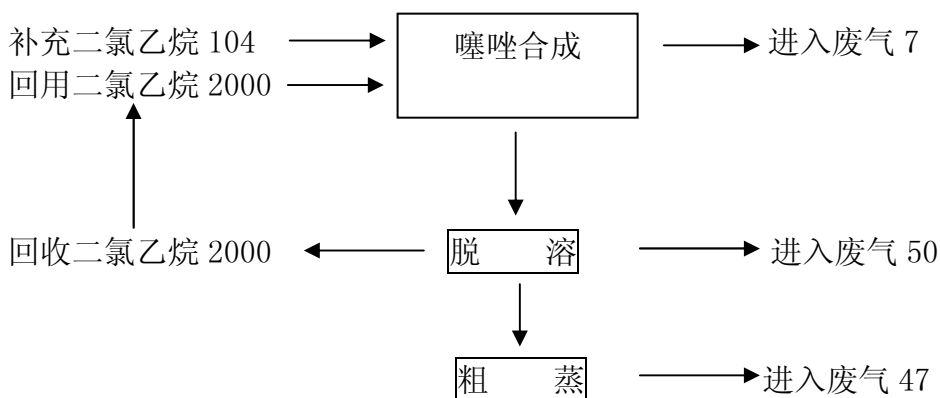 补充二氯乙烷 104
噻唑合成
进入废气 7
回用二氯乙烷 2000
回收二氯乙烷 2000
脱 溶
进入废气 50
粗 蒸
进入废气 47